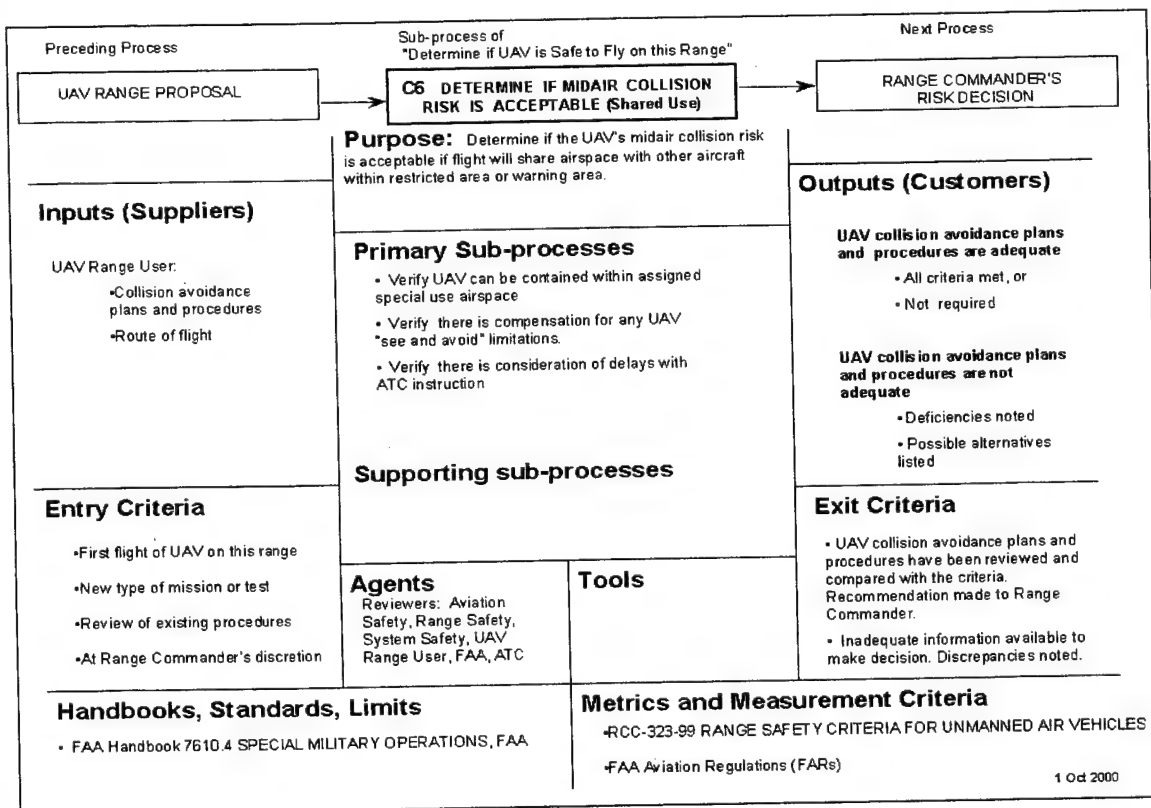 Preceding Process
Sub-process of
"Determine if UAV is Safe to Fly on this Range"
Next Process
UAV RANGE PROPOSAL
C6 DETERMINE IF MIDAIR COLLISION
RISK IS ACCEPTABLE (Shared Use)
RANGE COMMANDER'S
RISK DECISION
Purpose: Determine if the UAV's midair collision risk
is acceptable if flight will share airspace with other aircraft
within restricted area or warning area.
Inputs (Suppliers)
UAV Range User:
•Collision avoidance
plans and procedures
•Route of flight
Primary Sub-processes
• Verify UAV can be contained within assigned
special use airspace
• Verify there is compensation for any UAV
"see and avoid" limitations.
• Verify there is consideration of delays with
ATC instruction
Supporting sub-processes
Outputs (Customers)
UAV collision avoidance plans
and procedures are adequate
• All criteria met, or
• Not required
UAV collision avoidance plans
and procedures are not
adequate
• Deficiencies noted
• Possible alternatives
listed
Entry Criteria
•First flight of UAV on this range
•New type of mission or test
•Review of existing procedures
•At Range Commander's discretion
Agents
Reviewers: Aviation
Safety, Range Safety,
System Safety, UAV
Range User, FAA, ATC
Tools
Exit Criteria
• UAV collision avoidance plans and
procedures have been reviewed and
compared with the criteria.
Recommendation made to Range
Commander.
• Inadequate information available to
make decision. Discrepancies noted.
Handbooks, Standards, Limits
• FAA Handbook 7610.4 SPECIAL MILITARY OPERATIONS, FAA
Metrics and Measurement Criteria
•RCC-323-99 RANGE SAFETY CRITERIA FOR UNMANNED AIR VEHICLES
•FAA Aviation Regulations (FARs)
1 Oct 2000